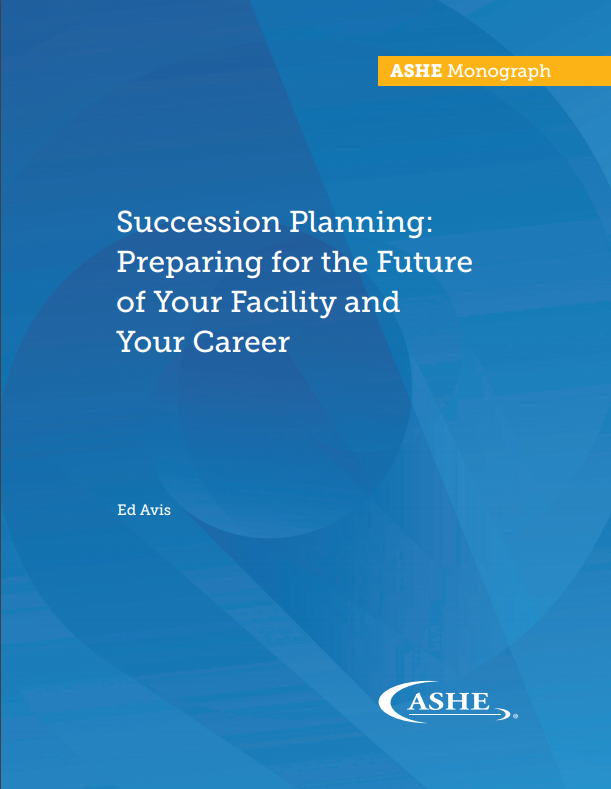 ASHE Monograph
Succession Planning:
Preparing for the Future
of Your Facility and
Your Career
Ed Avis
ASHE®